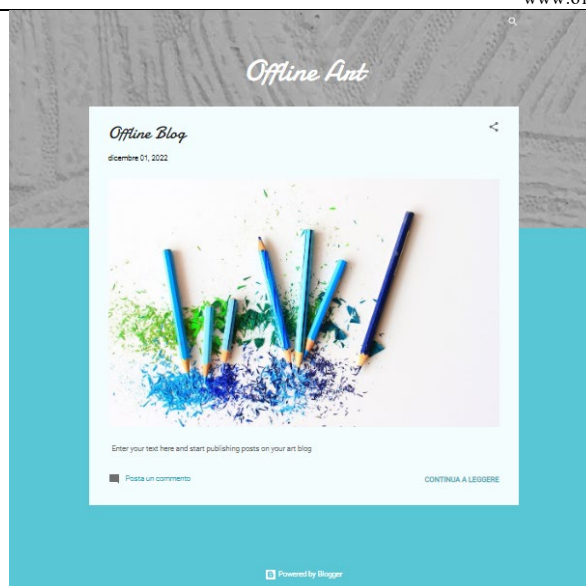 Offline Art
Offline Blog
dicembre 01, 2022
Enter your text here and start publishing posts on your art blog
Posta un commento
CONTINUA A LEGGERE
Powered by Blogger